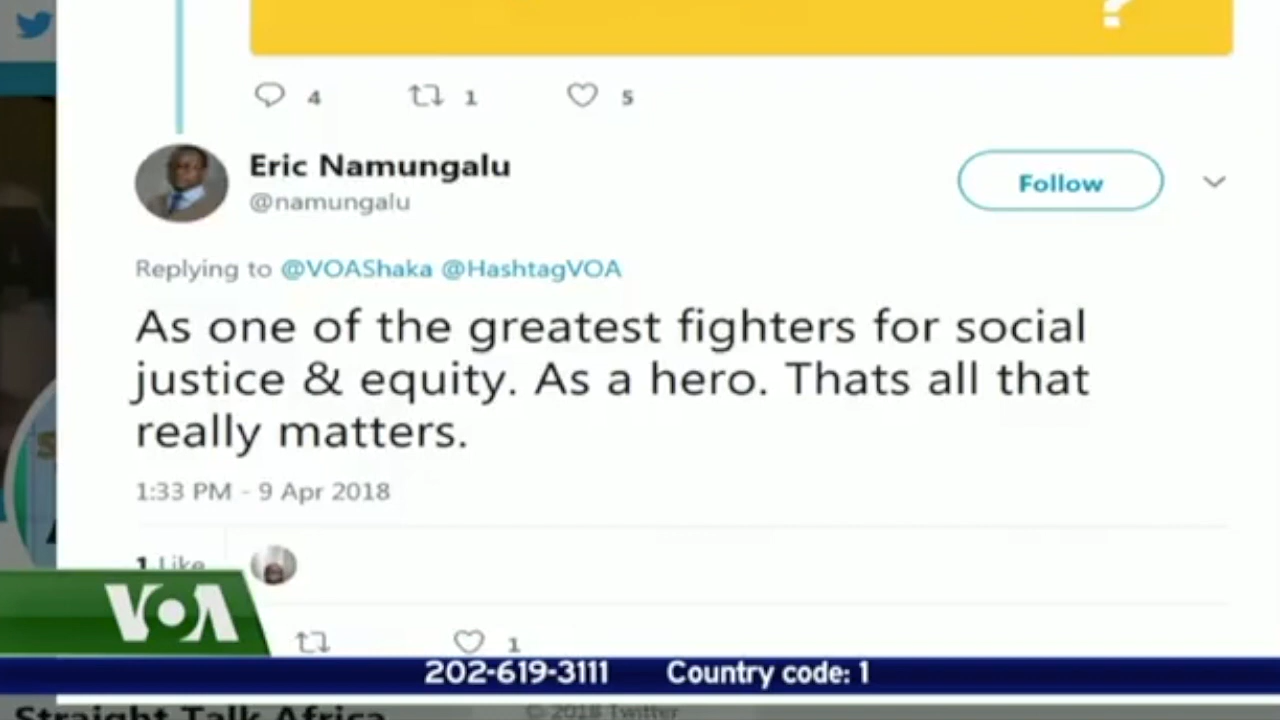 ?
4 1 5
Eric Namungalu
@namungalu
Follow
Replying to @VOAShaka @HashtagVOA
As one of the greatest fighters for social
justice & equity. As a hero. Thats all that
really matters.
1:33 PM - 9 Apr 2018
1 Like
VOA
1
202-619-3111 Country code: 1
Straight Talk Africa
© 2018 Twitter